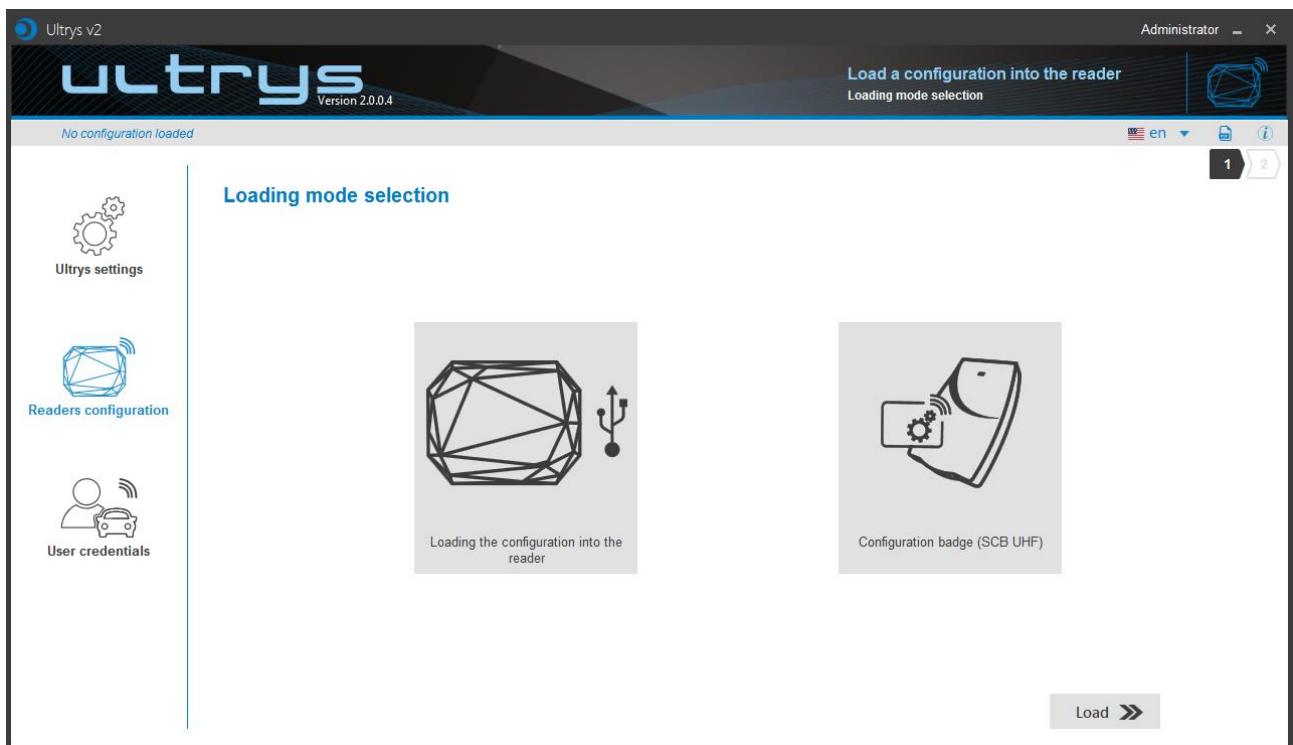 Ultrys v2
Administrator
ultrys
Version 2.0.0.4
Load a configuration into the reader
Loading mode selection
No configuration loaded
en
1
2
Loading mode selection
Ultrys settings
Readers configuration
User credentials
Loading the configuration into the
reader
Configuration badge (SCB UHF)
Load